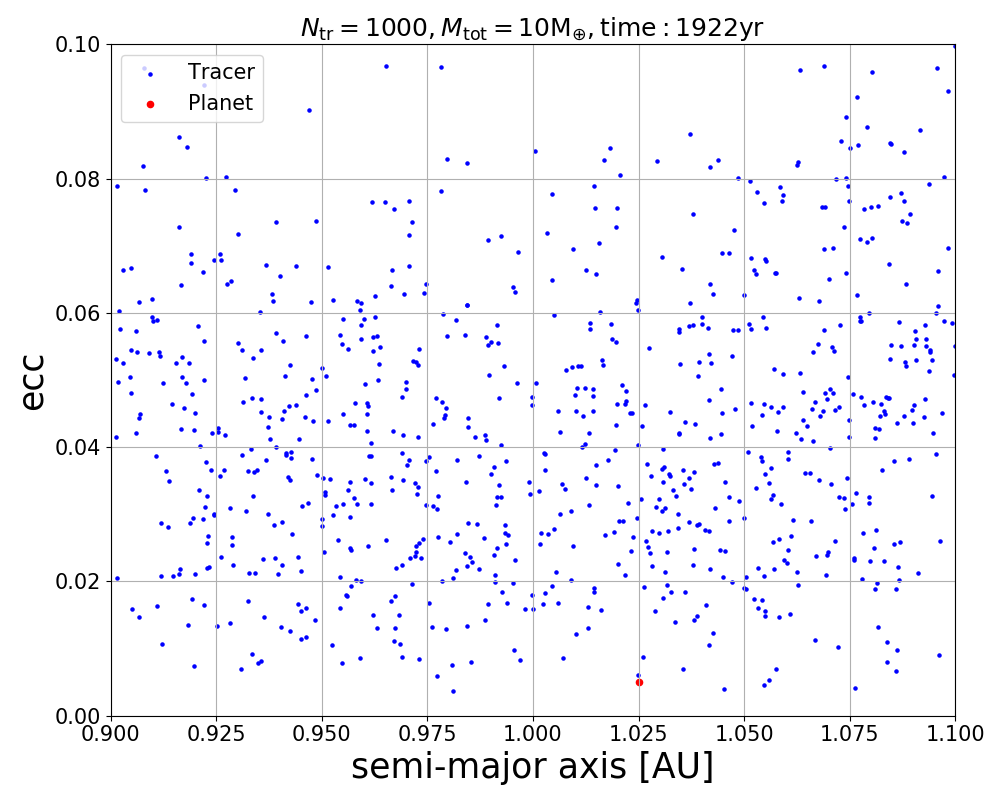 N_tr = 1000, M_tot = 10M_⊕, time : 1922yr
0.10
0.08
0.06
0.04
0.02
0.00
ecc
Tracer
Planet
0.900 0.925 0.950 0.975 1.000 1.025 1.050 1.075 1.100
semi-major axis [AU]